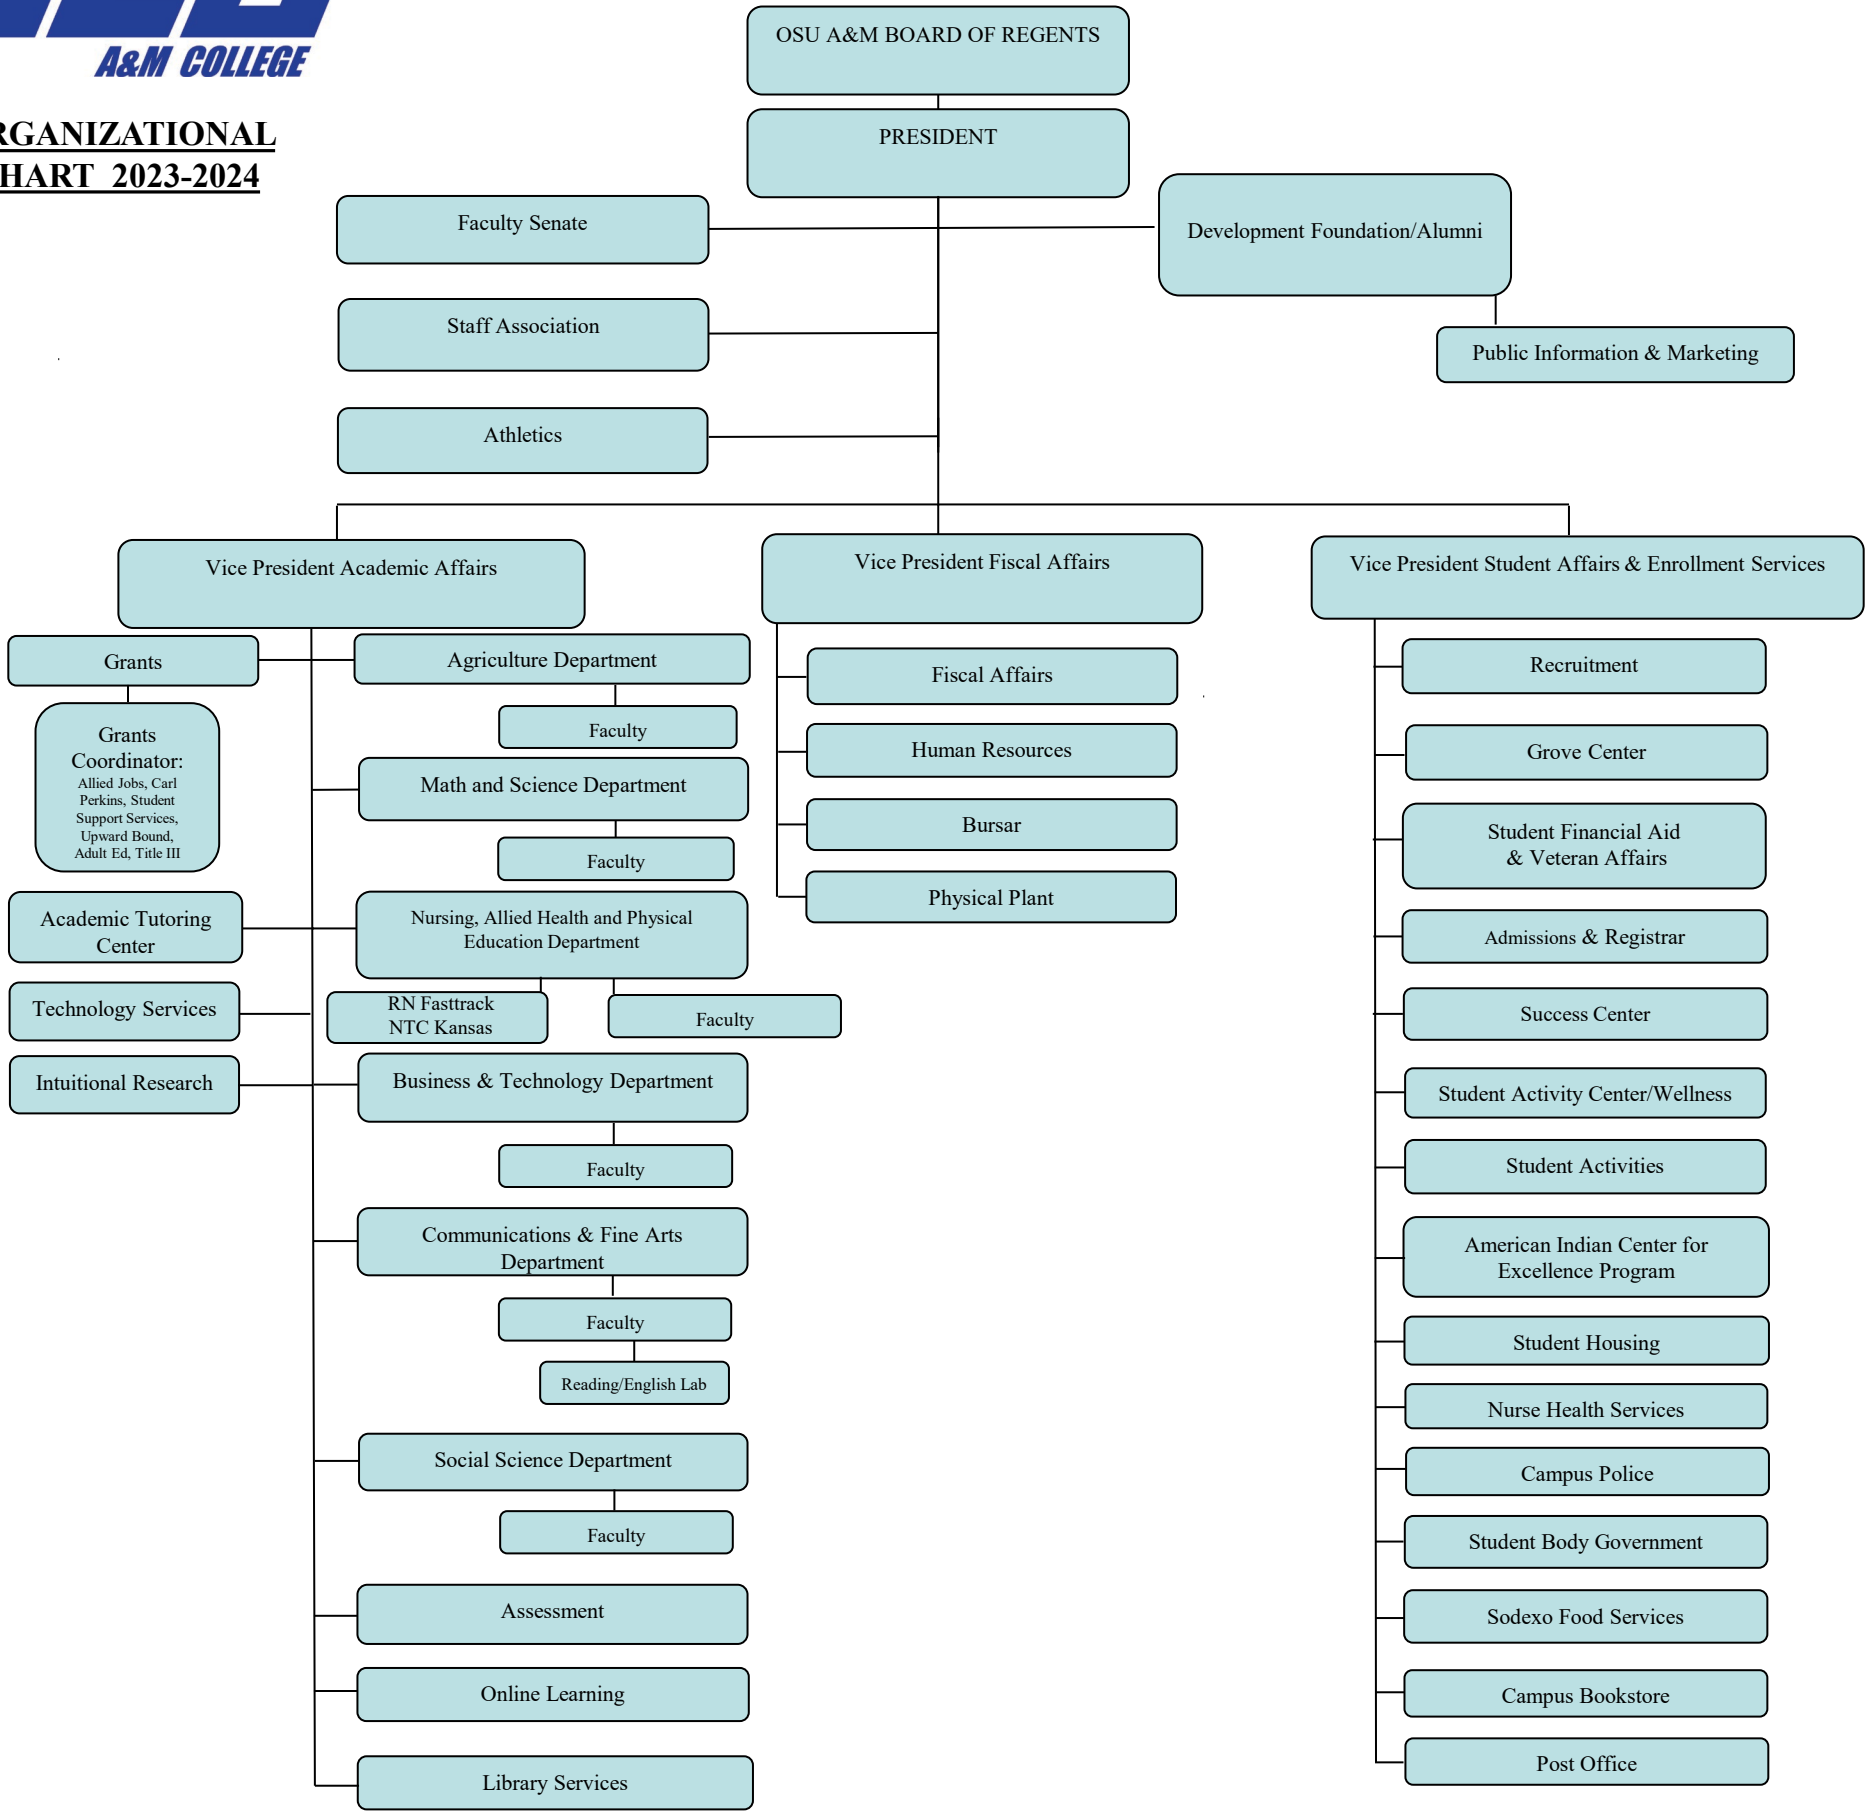 A&M COLLEGE
RGANIZATIONAL
HART 2023-2024
OSU A&M BOARD OF REGENTS
PRESIDENT
Faculty Senate
Development Foundation/Alumni
Staff Association
Public Information & Marketing
Athletics
Vice President Academic Affairs
Vice President Fiscal Affairs
Vice President Student Affairs & Enrollment Services
Grants
Grants
Coordinator:
Allied Jobs, Carl
Perkins, Student
Support Services,
Upward Bound,
Adult Ed, Title III
Academic Tutoring
Center
Technology Services
Intuitional Research
Agriculture Department
Faculty
Math and Science Department
Faculty
Nursing, Allied Health and Physical
Education Department
RN Fasttrack
NTC Kansas
Faculty
Business & Technology Department
Faculty
Communications & Fine Arts
Department
Faculty
Reading/English Lab
Social Science Department
Faculty
Assessment
Online Learning
Library Services
Fiscal Affairs
Human Resources
Bursar
Physical Plant
Recruitment
Grove Center
Student Financial Aid
& Veteran Affairs
Admissions & Registrar
Success Center
Student Activity Center/Wellness
Student Activities
American Indian Center for
Excellence Program
Student Housing
Nurse Health Services
Campus Police
Student Body Government
Sodexo Food Services
Campus Bookstore
Post Office